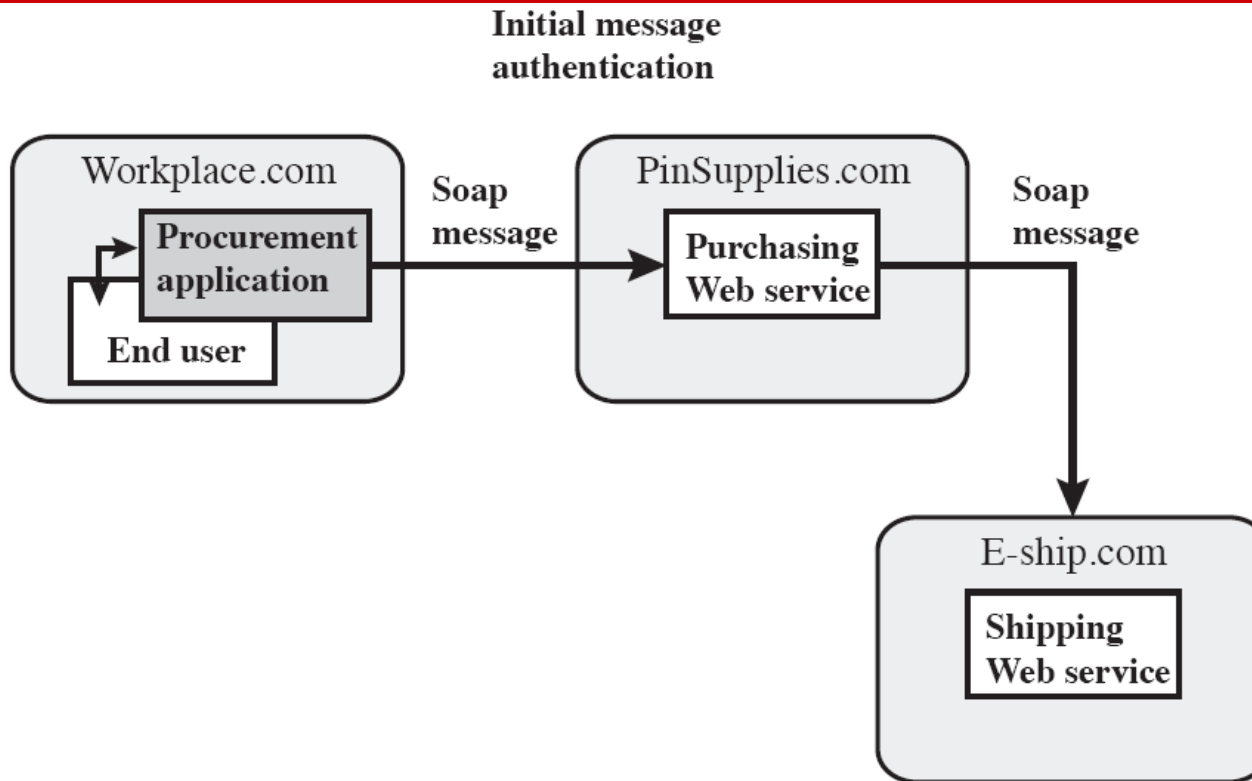 Initial message
authentication
Workplace.com
Procurement
application
End user
Soap
message
PinSupplies.com
Purchasing
Web service
Soap
message
E-ship.com
Shipping
Web service